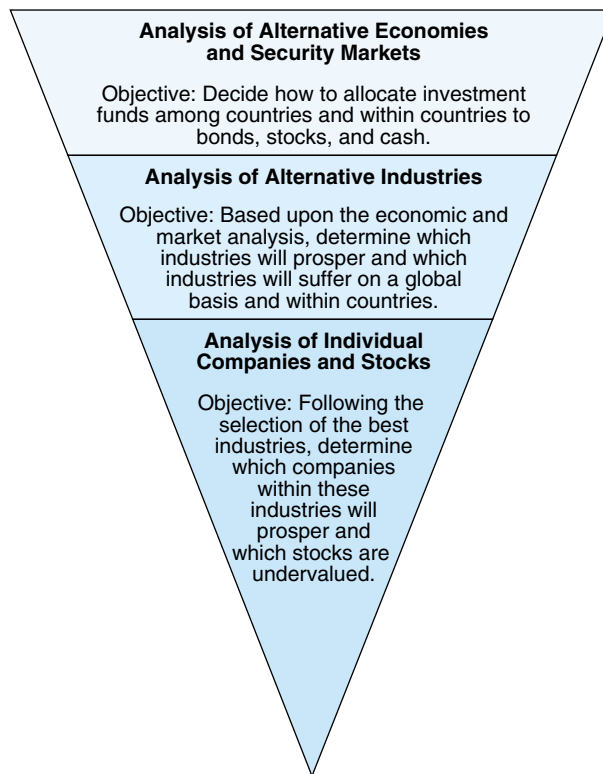 Analysis of Alternative Economies
and Security Markets
Objective: Decide how to allocate investment
funds among countries and within countries to
bonds, stocks, and cash.
Analysis of Alternative Industries
Objective: Based upon the economic and
market analysis, determine which
industries will prosper and which
industries will suffer on a global
basis and within countries.
Analysis of Individual
Companies and Stocks
Objective: Following the
selection of the best
industries, determine
which companies
within these
industries will
prosper and
which stocks are
undervalued.